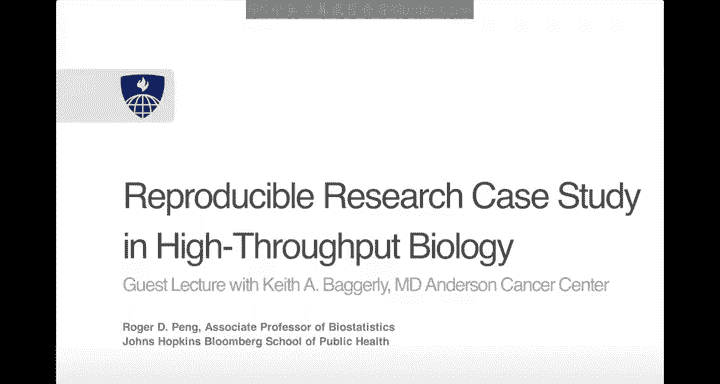 Reproducible Research Case Study
in High-Throughput Biology
Guest Lecture with Keith A. Baggerly, MD Anderson Cancer Center
Roger D. Peng, Associate Professor of Biostatistics
Johns Hopkins Bloomberg School of Public Health